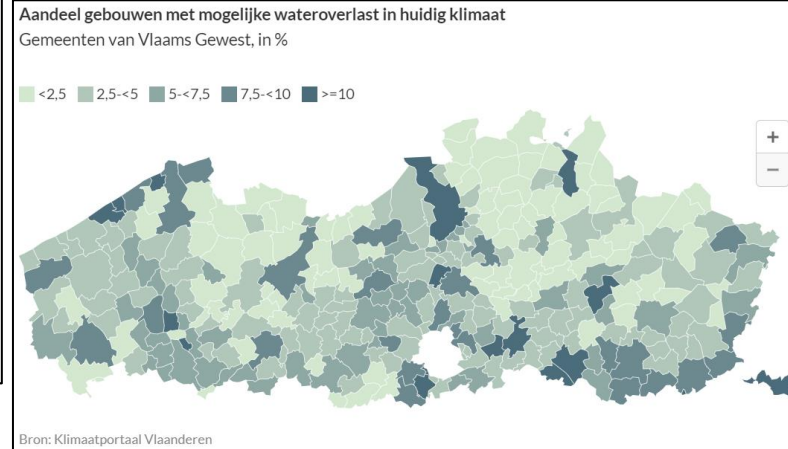 Aandeel gebouwen met mogelijke wateroverlast in huidig klimaat
Gemeenten van Vlaams Gewest, in %
<2,5 2,5-<5 5-<7,5 7,5-<10 >=10
+
−
Bron: Klimaatportaal Vlaanderen